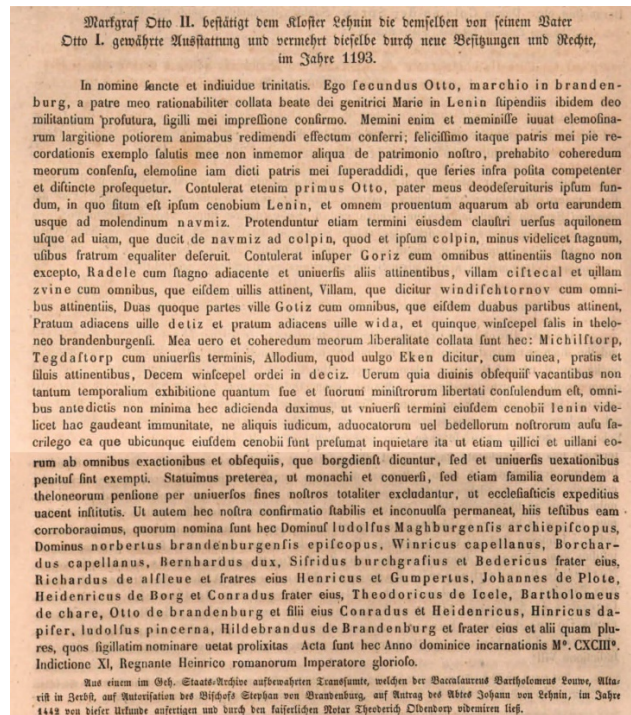 Markgraf Otto II. bestätigt dem Kloster Lehnin die demselben von seinem Vater
Otto I. gewährte Ausstattung und vermehrt dieselbe durch neue Besitzungen und Rechte,
im Jahre 1193.
In nomine ſancte et indiuidue trinitatis. Ego ſecundus Otto, marchio in branden-
burg, a patre meo rationabiliter collata beate dei genitrici Marie in Lenin ſtipendiis ibidem deo
militantium profutura, ſigilli mei impreſſione confirmo. Memini enim et meminiſſe iuuat elemoſina-
rum largitione potiorem animabus redimendi effectum conferri; feliciſſimo itaque patris mei pie re-
cordationis exemplo ſalutis mee non inmemor aliqua de patrimonio noſtro, prehabito coheredum
meorum conſenſu, elemoſine iam dicti patris mei ſuperaddidi, que ſeries infra poſita competenter
et diſtincte proſequetur. Contulerat etenim primus Otto, pater meus deodeſeruituris ipſum fun-
dum, in quo ſitum eſt ipſum cenobium Lenin, et omnem prouentum aquarum ab ortu earundem
usque ad molendinum navmiz. Protenduntur etiam termini eiusdem clauſtri uerſus aquilonem
uſque ad uiam, que ducit de navmiz ad colpin, quod et ipſum colpin, minus videlicet ſtagnum,
uſibus fratrum equaliter deſeruit. Contulerat inſuper Goriz cum omnibus attinentiis ſtagno non
excepto, Radele cum ſtagno adiacente et uniuerſis aliis attinentibus, villam ciſtecal et uillam
zvine cum omnibus, que eiſdem uillis attinent, Villam, que dicitur windiſchtornov cum omni-
bus attinentiis, Duas quoque partes ville Gotiz cum omnibus, que eiſdem duabus partibus attinent,
Pratum adiacens uille detiz et pratum adiacens uille wida, et quinque winſcepel ſalis in thelo-
neo brandenburgenſi. Mea uero et coheredum meorum liberalitate collata ſunt hec: Michilſtorp,
Tegdaſtorp cum uniuerſis terminis, Allodium, quod uulgo Eken dicitur, cum uinea, pratis et
ſiluis attinentibus, Decem winſcepel ordei in deciz. Uerum quia diuinis obſequiiſ vacantibus non
tantum temporalium exhibitione quantum ſue et ſuorum miniſtrorum libertati conſulendum eſt, omni-
bus antedictis non minima hec adicienda duximus, ut vniuerſi termini eiuſdem cenobii lenin vide-
licet hac gaudeant immunitate, ne aliquis iudicum, aduocatorum uel bedellorum noſtrorum auſu ſa-
crilego ea que ubicunque eiuſdem cenobii ſunt preſumat inquietare ita ut etiam uillici et uillani eo-
rum ab omnibus exactionibus et obſequiis, que borgdienſt dicuntur, ſed et uniuerſis uexationibus
penituſ ſint exempti. Statuimus preterea, ut monachi et conuerſi, ſed etiam familia eorundem a
theloneorum penſione per uniuerſos fines noſtros totaliter excludantur, ut eccleſiaſticis expeditius
uacent inſtitutis. Ut autem hec noſtra confirmatio ſtabilis et inconuulſa permaneat, hiis teſtibus eam
corroborauimus, quorum nomina ſunt hec Dominuſ ludolfus Maghburgenſis archiepiſcopus,
Dominus norbertus brandenburgenſis epiſcopus, Winricus capellanus, Borchar-
dus capellanus, Bernhardus dux, Sifridus burchgrafius et Bedericus frater eius,
Richardus de alſleue et fratres eius Henricus et Gumpertus, Johannes de Plote,
Heidenricus de Borg et Conradus frater eius, Theodoricus de Icele, Bartholomeus
de chare, Otto de brandenburg et filii eius Conradus et Heidenricus, Hinricus da-
pifer, ludolfus pincerna, Hildebrandus de Brandenburg et frater eius et alii quam plu-
res, quos ſigillatim nominare uetat prolixitas Acta ſunt hec Anno dominice incarnationis M⁰. CXCIII⁰.
Indictione XI, Regnante Heinrico romanorum Imperatore glorioſo.
Aus einem im Geh. Staats-Archive aufbewahrten Transsumte, welchen der Baccalaureus Bartholomeus Louwe, Alta-
rist in Zerbst, auf Autorisation des Bischofs Stephan von Brandenburg, auf Antrag des Abtes Johann von Lehnin, im Jahre
1442 von dieser Urkunde anfertigen und durch den kaiserlichen Notar Theoderich Oldendorp vidimiren ließ.